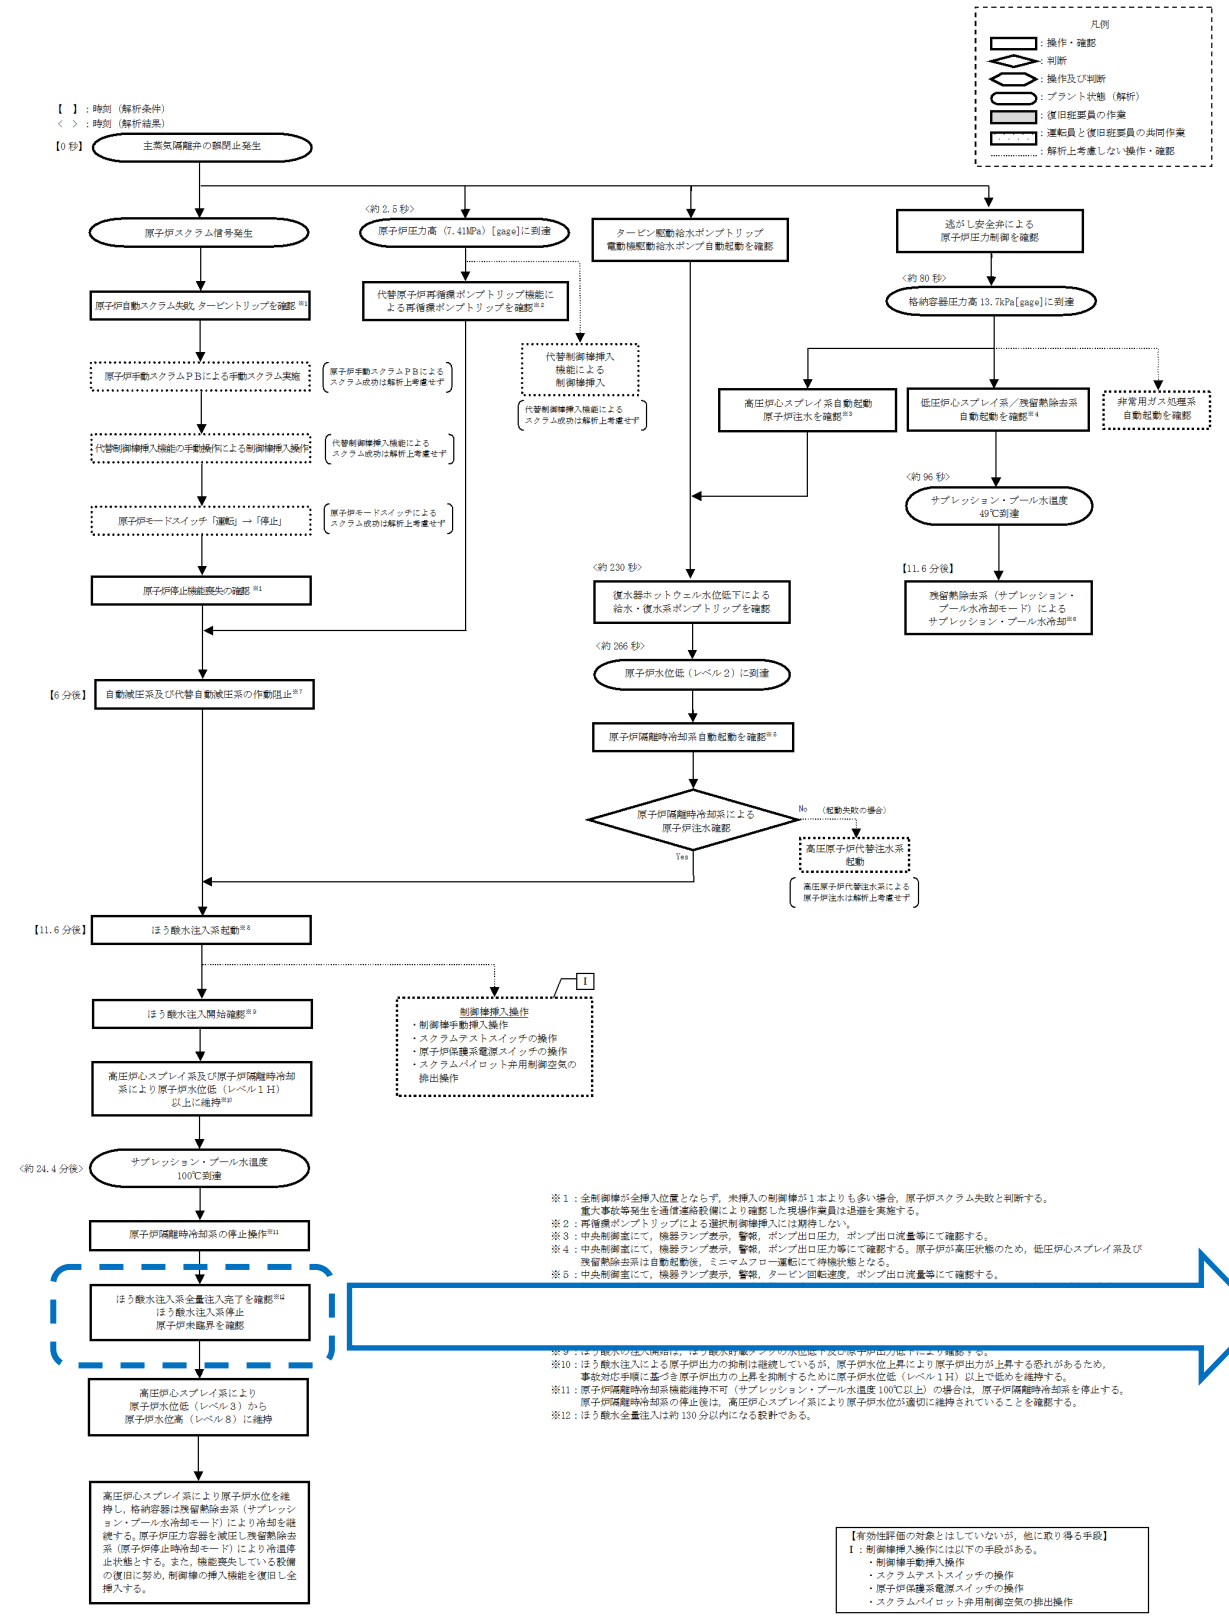 凡例
：操作・確認
：判断
：操作及び判断
：プラント状態（解析）
：復旧班要員の作業
：運転員と復旧班要員の共同作業
：解析上考慮しない操作・確認
【　】：時刻（解析条件）
＜　＞：時刻（解析結果）
【0秒】
主蒸気隔離弁の誤閉止発生
原子炉スクラム信号発生
<約2.5秒>
原子炉圧力高（7.41MPa）[gage]に到達
タービン駆動給水ポンプトリップ
電動機駆動給水ポンプ自動起動を確認
逃がし安全弁による
原子炉圧力制御を確認
<約80秒>
格納容器圧力高13.7kPa[gage]に到達
原子炉自動スクラム失敗,タービントリップを確認※1
代替原子炉再循環ポンプトリップ機能に
よる再循環ポンプトリップを確認※2
代替制御棒挿入
機能による
制御棒挿入
代替制御棒挿入機能による
スクラム成功は解析上考慮せず
原子炉手動スクラムＰＢによる手動スクラム実施
原子炉手動スクラムＰＢによる
スクラム成功は解析上考慮せず
高圧炉心スプレイ系自動起動
原子炉注水を確認※3
低圧炉心スプレイ系／残留熱除去系
自動起動を確認※4
非常用ガス処理系
自動起動を確認
代替制御棒挿入機能の手動操作による制御棒挿入操作
代替制御棒挿入機能による
スクラム成功は解析上考慮せず
<約96秒>
サプレッション・プール水温度
49℃到達
原子炉モードスイッチ「運転」→「停止」
原子炉モードスイッチによる
スクラム成功は解析上考慮せず
原子炉停止機能喪失の確認※1
<約230秒>
復水器ホットウェル水位低下による
給水・復水系ポンプトリップを確認
【11.6分後】
残留熱除去系（サプレッション・
プール水冷却モード）による
サプレッション・プール水冷却※6
<約266秒>
原子炉水位低（レベル２）に到達
【6分後】
自動減圧系及び代替自動減圧系の作動阻止※7
原子炉隔離時冷却系自動起動を確認※5
原子炉隔離時冷却系による
原子炉注水確認
No
（起動失敗の場合）
Yes
高圧原子炉代替注水系
起動
高圧原子炉代替注水系による
原子炉注水は解析上考慮せず
【11.6分後】
ほう酸水注入系起動※8
I
制御棒挿入操作
・制御棒手動挿入操作
・スクラムテストスイッチの操作
・原子炉保護系電源スイッチの操作
・スクラムパイロット弁用制御空気の
排出操作
ほう酸水注入開始確認※9
高圧炉心スプレイ系及び原子炉隔離時冷却
系により原子炉水位低（レベル１Ｈ）
以上に維持※10
<約24.4分後>
サプレッション・プール水温度
100℃到達
原子炉隔離時冷却系の停止操作※11
ほう酸水注入系全量注入完了を確認※12
ほう酸水注入系停止
原子炉未臨界を確認
高圧炉心スプレイ系により
原子炉水位低（レベル３）から
原子炉水位高（レベル８）に維持
高圧炉心スプレイ系により原子炉水位を維
持し，格納容器は残留熱除去系（サプレッシ
ョン・プール水冷却モード）により冷却を継
続する。原子炉圧力容器を減圧し残留熱除去
系（原子炉停止時冷却モード）により冷温停
止状態とする。また，機能喪失している設備
の復旧に努め，制御棒の挿入機能を復旧し全
挿入する。
※１：全制御棒が全挿入位置とならず，未挿入の制御棒が１本よりも多い場合，原子炉スクラム失敗と判断する。
重大事故等発生を通信連絡設備により確認した現場作業員は退避を実施する。
※２：再循環ポンプトリップによる選択制御棒挿入には期待しない。
※３：中央制御室にて，機器ランプ表示，警報，ポンプ出口圧力，ポンプ出口流量等にて確認する。
※４：中央制御室にて，機器ランプ表示，警報，ポンプ出口圧力等にて確認する。原子炉が高圧状態のため，低圧炉心スプレイ系及び
残留熱除去系は自動起動後，ミニマムフロー運転にて待機状態となる。
※５：中央制御室にて，機器ランプ表示，警報，タービン回転速度，ポンプ出口流量等にて確認する。
※９：ほう酸水の注入開始は，ほう酸水貯蔵タンクの水位低下及び原子炉出力低下により確認する。
※10：ほう酸水注入による原子炉出力の抑制は継続しているが，原子炉水位上昇により原子炉出力が上昇する恐れがあるため，
事故対応手順に基づき原子炉出力の上昇を抑制するために原子炉水位低（レベル１Ｈ）以上で低めを維持する。
※11：原子炉隔離時冷却系機能維持不可（サプレッション・プール水温度100℃以上）の場合は，原子炉隔離時冷却系を停止する。
原子炉隔離時冷却系の停止後は，高圧炉心スプレイ系により原子炉水位が適切に維持されていることを確認する。
※12：ほう酸水全量注入は約130分以内になる設計である。
【有効性評価の対象とはしていないが，他に取り得る手段】
Ｉ：制御棒挿入操作には以下の手段がある。
・制御棒手動挿入操作
・スクラムテストスイッチの操作
・原子炉保護系電源スイッチの操作
・スクラムパイロット弁用制御空気の排出操作